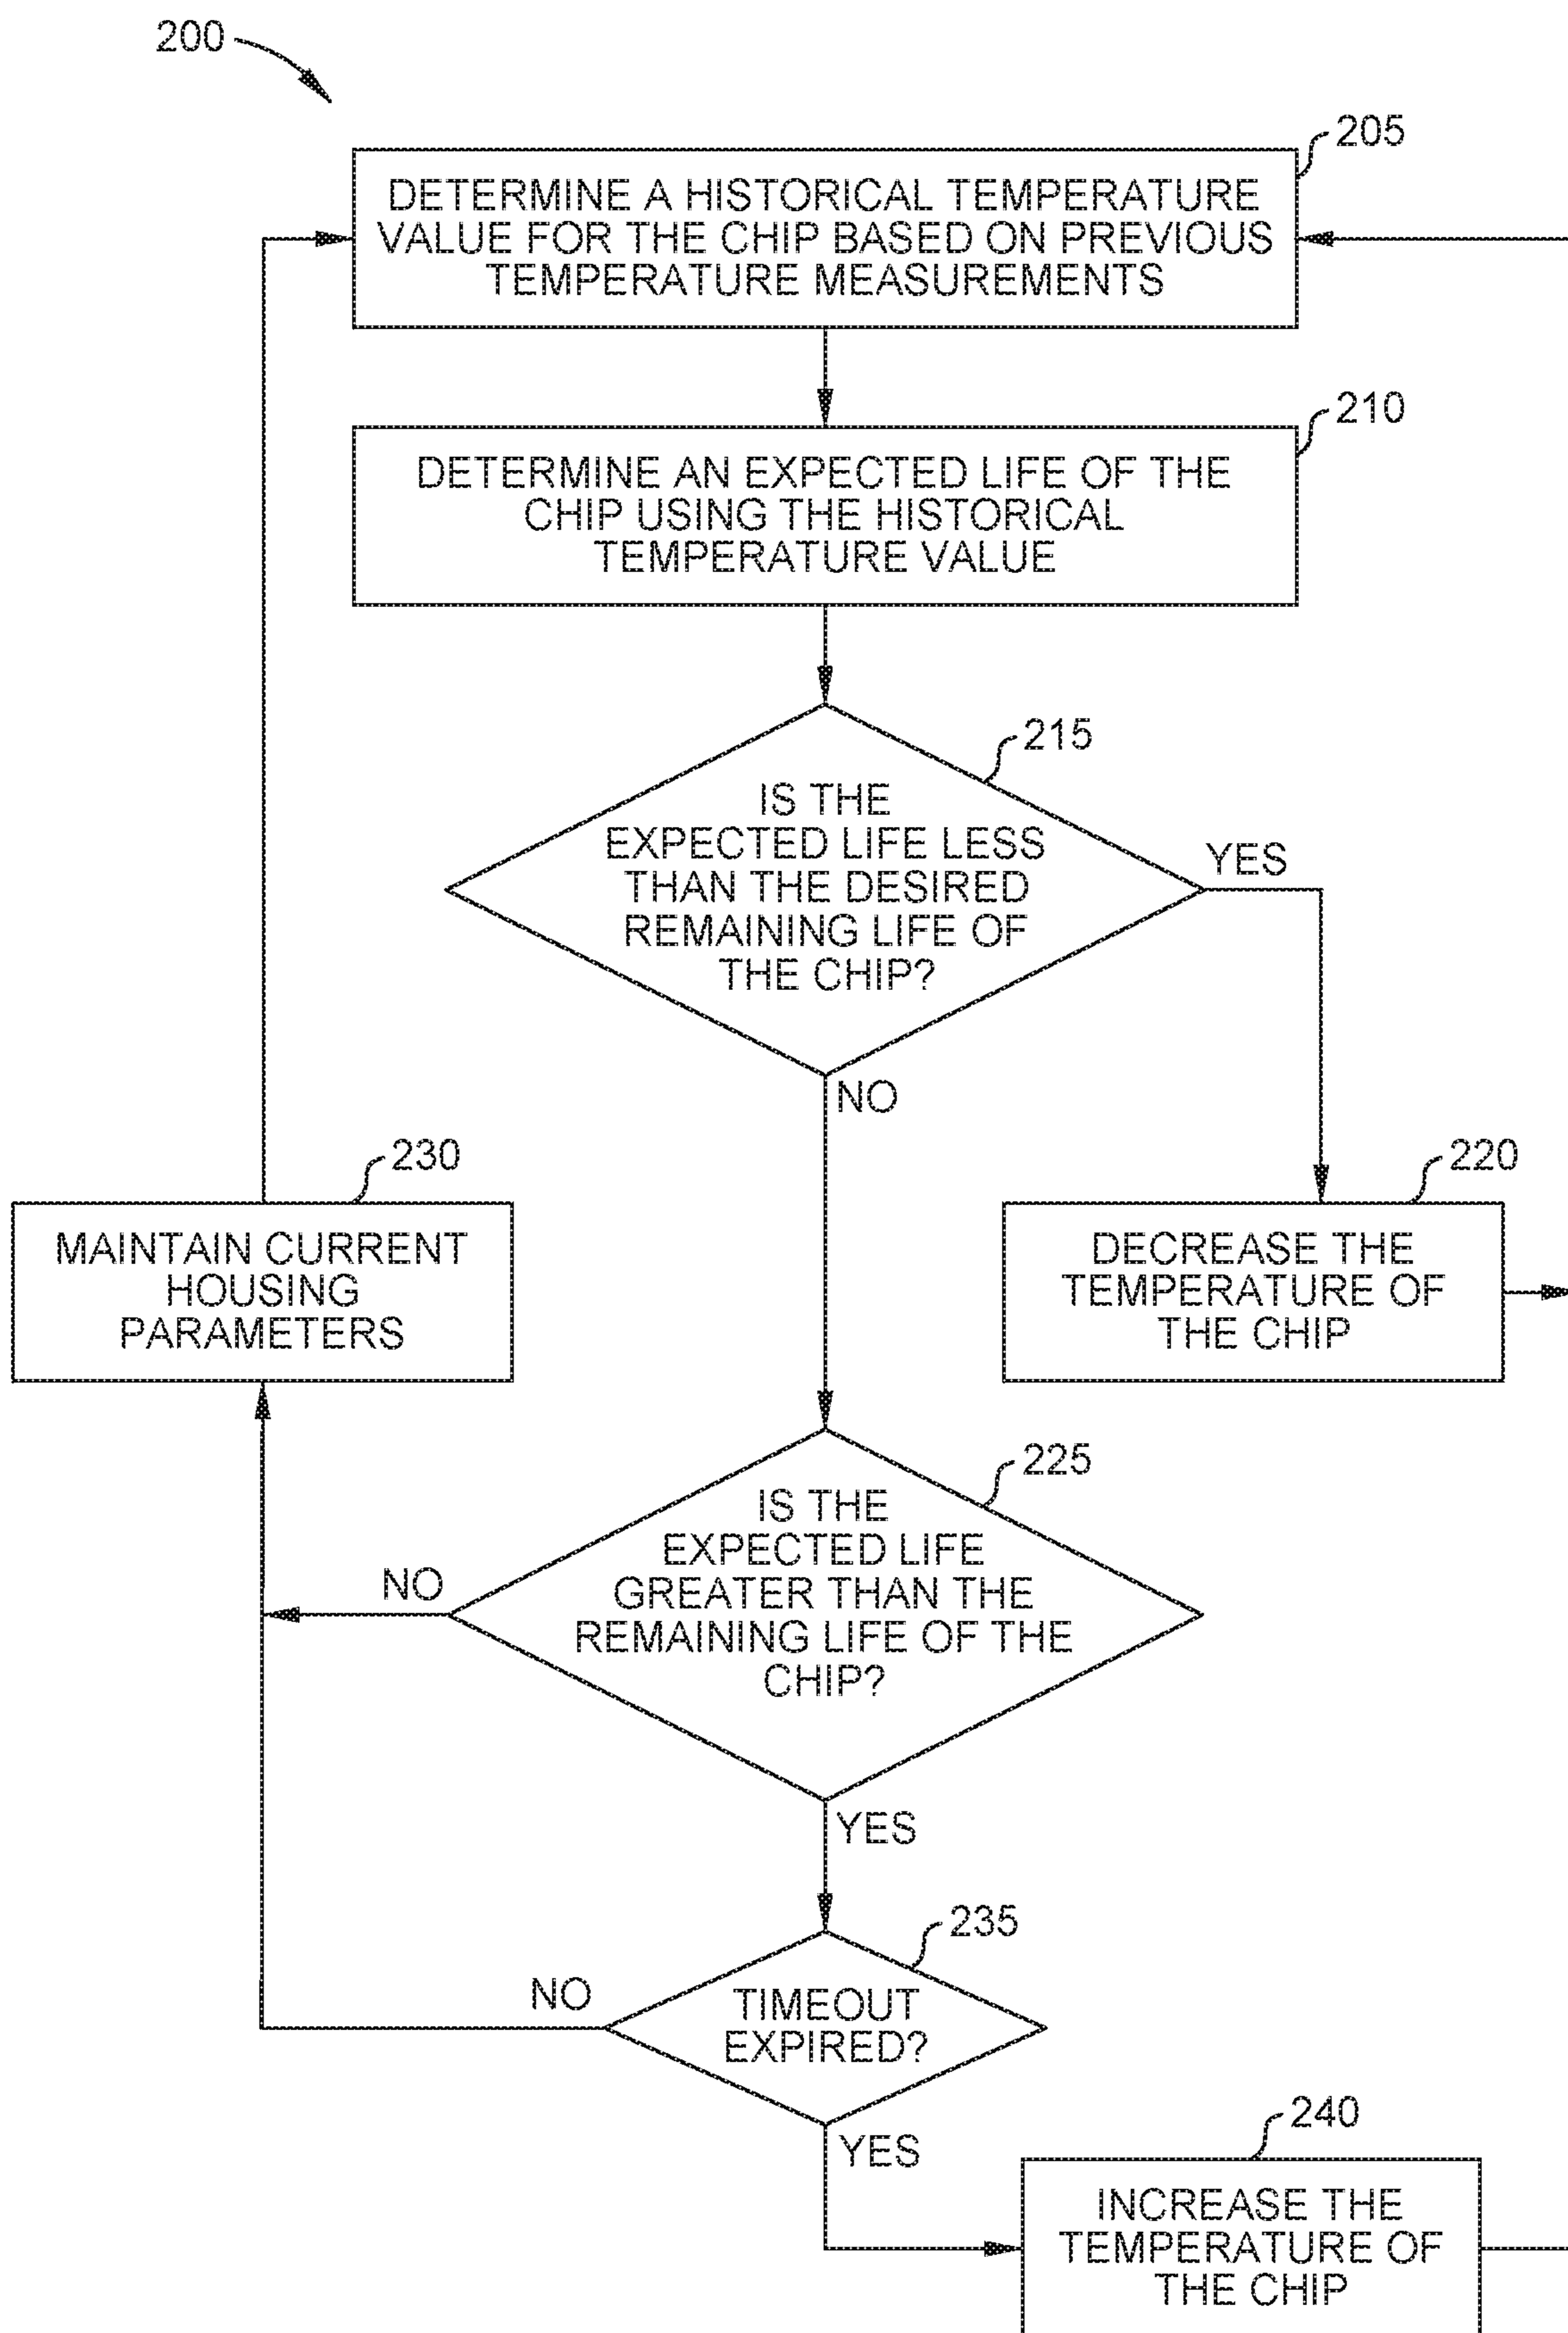 200
205
DETERMINE A HISTORICAL TEMPERATURE
VALUE FOR THE CHIP BASED ON PREVIOUS
TEMPERATURE MEASUREMENTS
210
DETERMINE AN EXPECTED LIFE OF THE
CHIP USING THE HISTORICAL
TEMPERATURE VALUE
215
IS THE
EXPECTED LIFE LESS
THAN THE DESIRED
REMAINING LIFE OF
THE CHIP?
YES
NO
230
MAINTAIN CURRENT
HOUSING
PARAMETERS
220
DECREASE THE
TEMPERATURE OF
THE CHIP
225
IS THE
EXPECTED LIFE
GREATER THAN THE
REMAINING LIFE OF THE
CHIP?
NO
YES
235
TIMEOUT
EXPIRED?
NO
YES
240
INCREASE THE
TEMPERATURE OF
THE CHIP